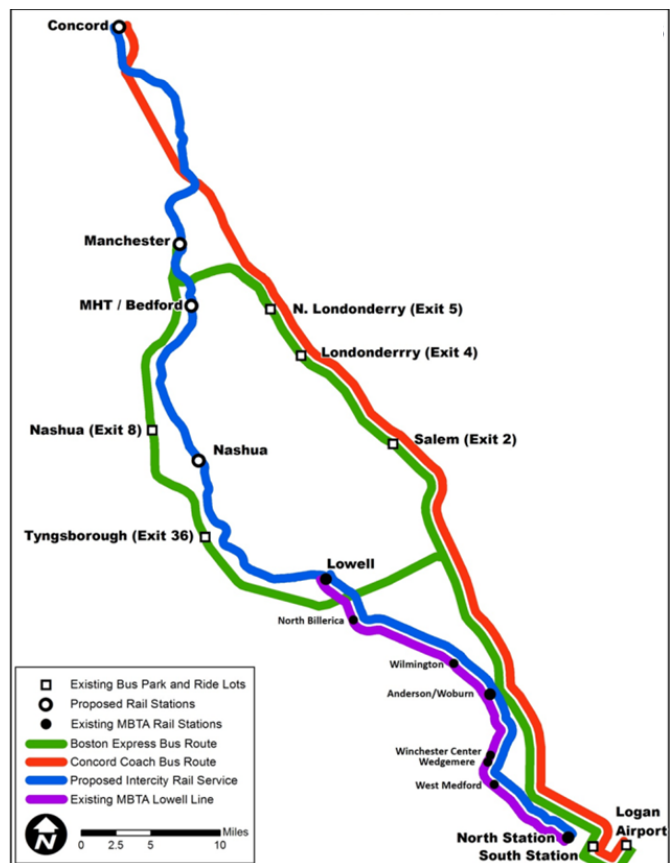 Concord
Manchester
MHT / Bedford
N. Londonderry (Exit 5)
Londonderrry (Exit 4)
Nashua (Exit 8)
Salem (Exit 2)
Nashua
Tyngsborough (Exit 36)
Lowell
North Billerica
Wilmington
Anderson/Woburn
Winchester Center
Wedgemere
West Medford
Logan
Airport
North Station
South Station
Existing Bus Park and Ride Lots
Proposed Rail Stations
Existing MBTA Rail Stations
Boston Express Bus Route
Concord Coach Bus Route
Proposed Intercity Rail Service
Existing MBTA Lowell Line
N
Miles
0 2.5 5 10